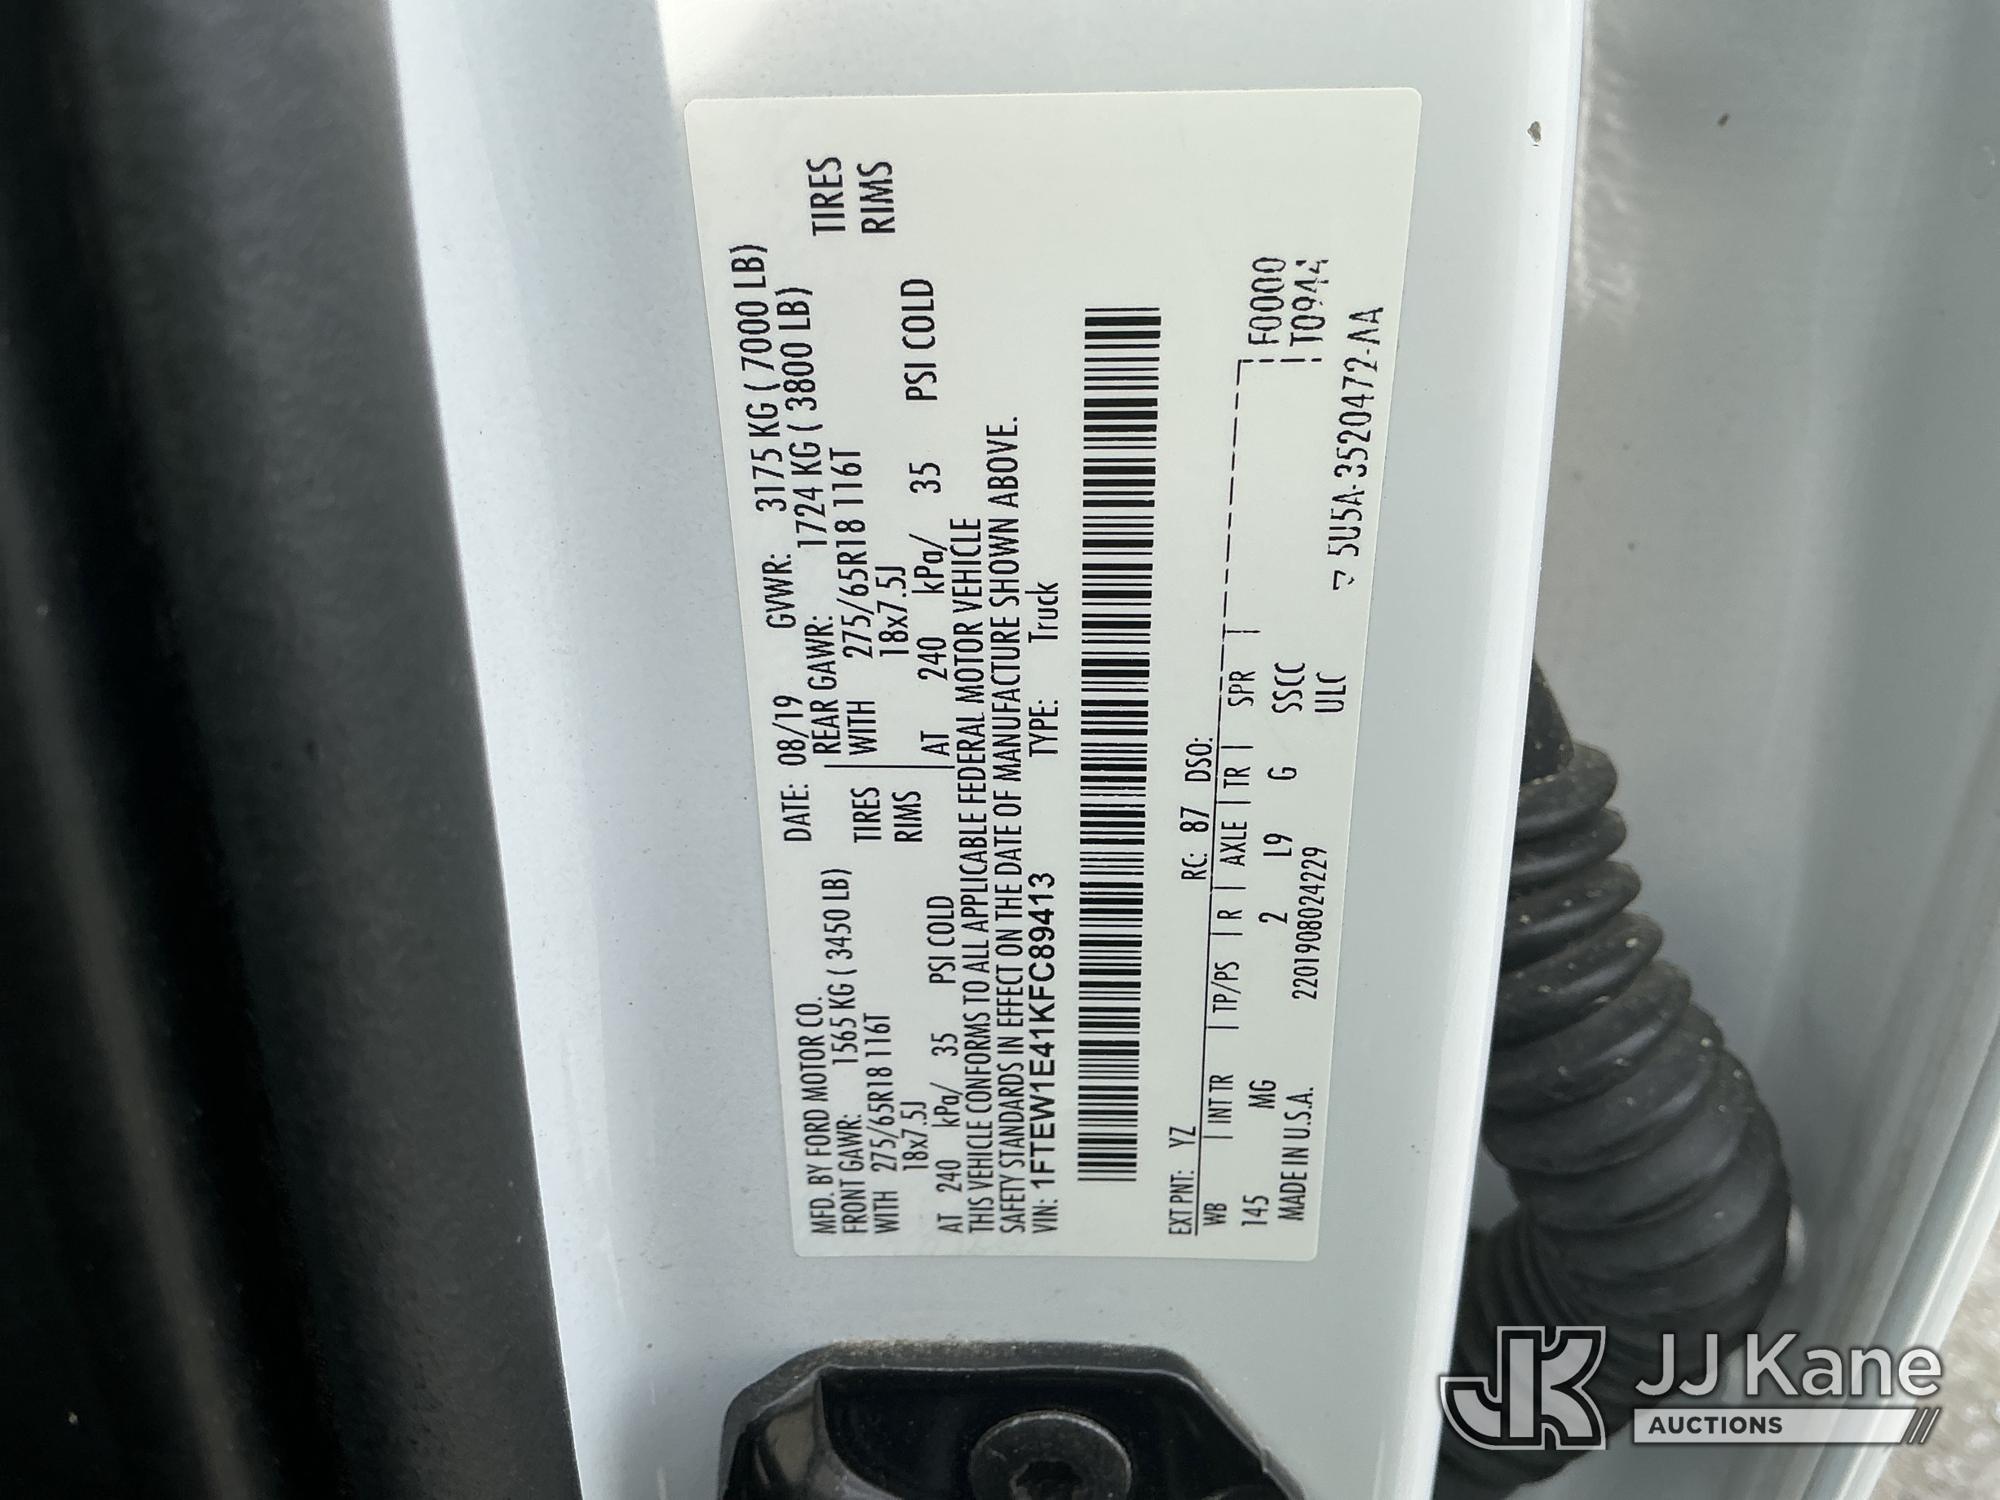 MFD. BY FORD MOTOR CO. DATE: 08/19 GVWR: 3175 KG ( 7000 LB)
FRONT GAWR: 1565 KG ( 3450 LB) REAR GAWR: 1724 KG ( 3800 LB)
WITH 275/65R18 116T TIRES WITH 275/65R18 116T TIRES
18x7.5J RIMS 18x7.5J RIMS
AT 240 kPa/ 35 PSI COLD AT 240 kPa/ 35 PSI COLD
THIS VEHICLE CONFORMS TO ALL APPLICABLE FEDERAL MOTOR VEHICLE
SAFETY STANDARDS IN EFFECT ON THE DATE OF MANUFACTURE SHOWN ABOVE.
VIN: 1FTEW1E41KFC89413 TYPE: Truck
EXT PNT: YZ RC: 87 DSO: F0000
WB | INT TR | TP/PS | R | AXLE | TR | SPR | T0944
145 MG 2 L9 G SSCC
MADE IN U.S.A. 2201908024229 ULC 5U5A-3520472-AA
JK JJ Kane
AUCTIONS